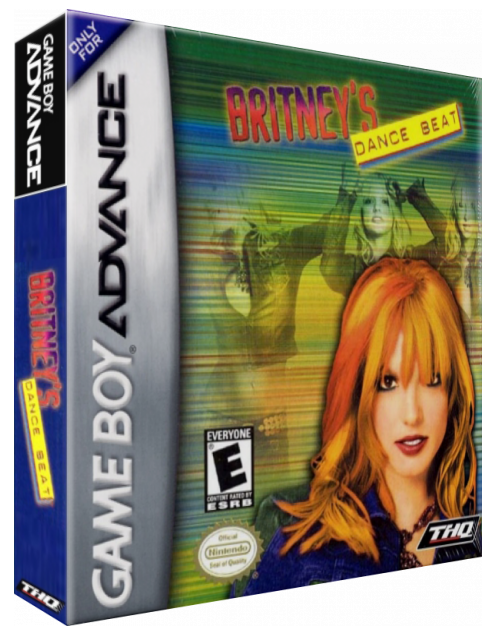 GAME BOY
ADVANCE
BRITNEY'S
DANCE BEAT
THQ
ONLY
FOR
GAME BOY ADVANCE
BRITNEY'S
DANCE BEAT
EVERYONE
E
CONTENT RATED BY
ESRB
Official
Nintendo
Seal of Quality
THQ